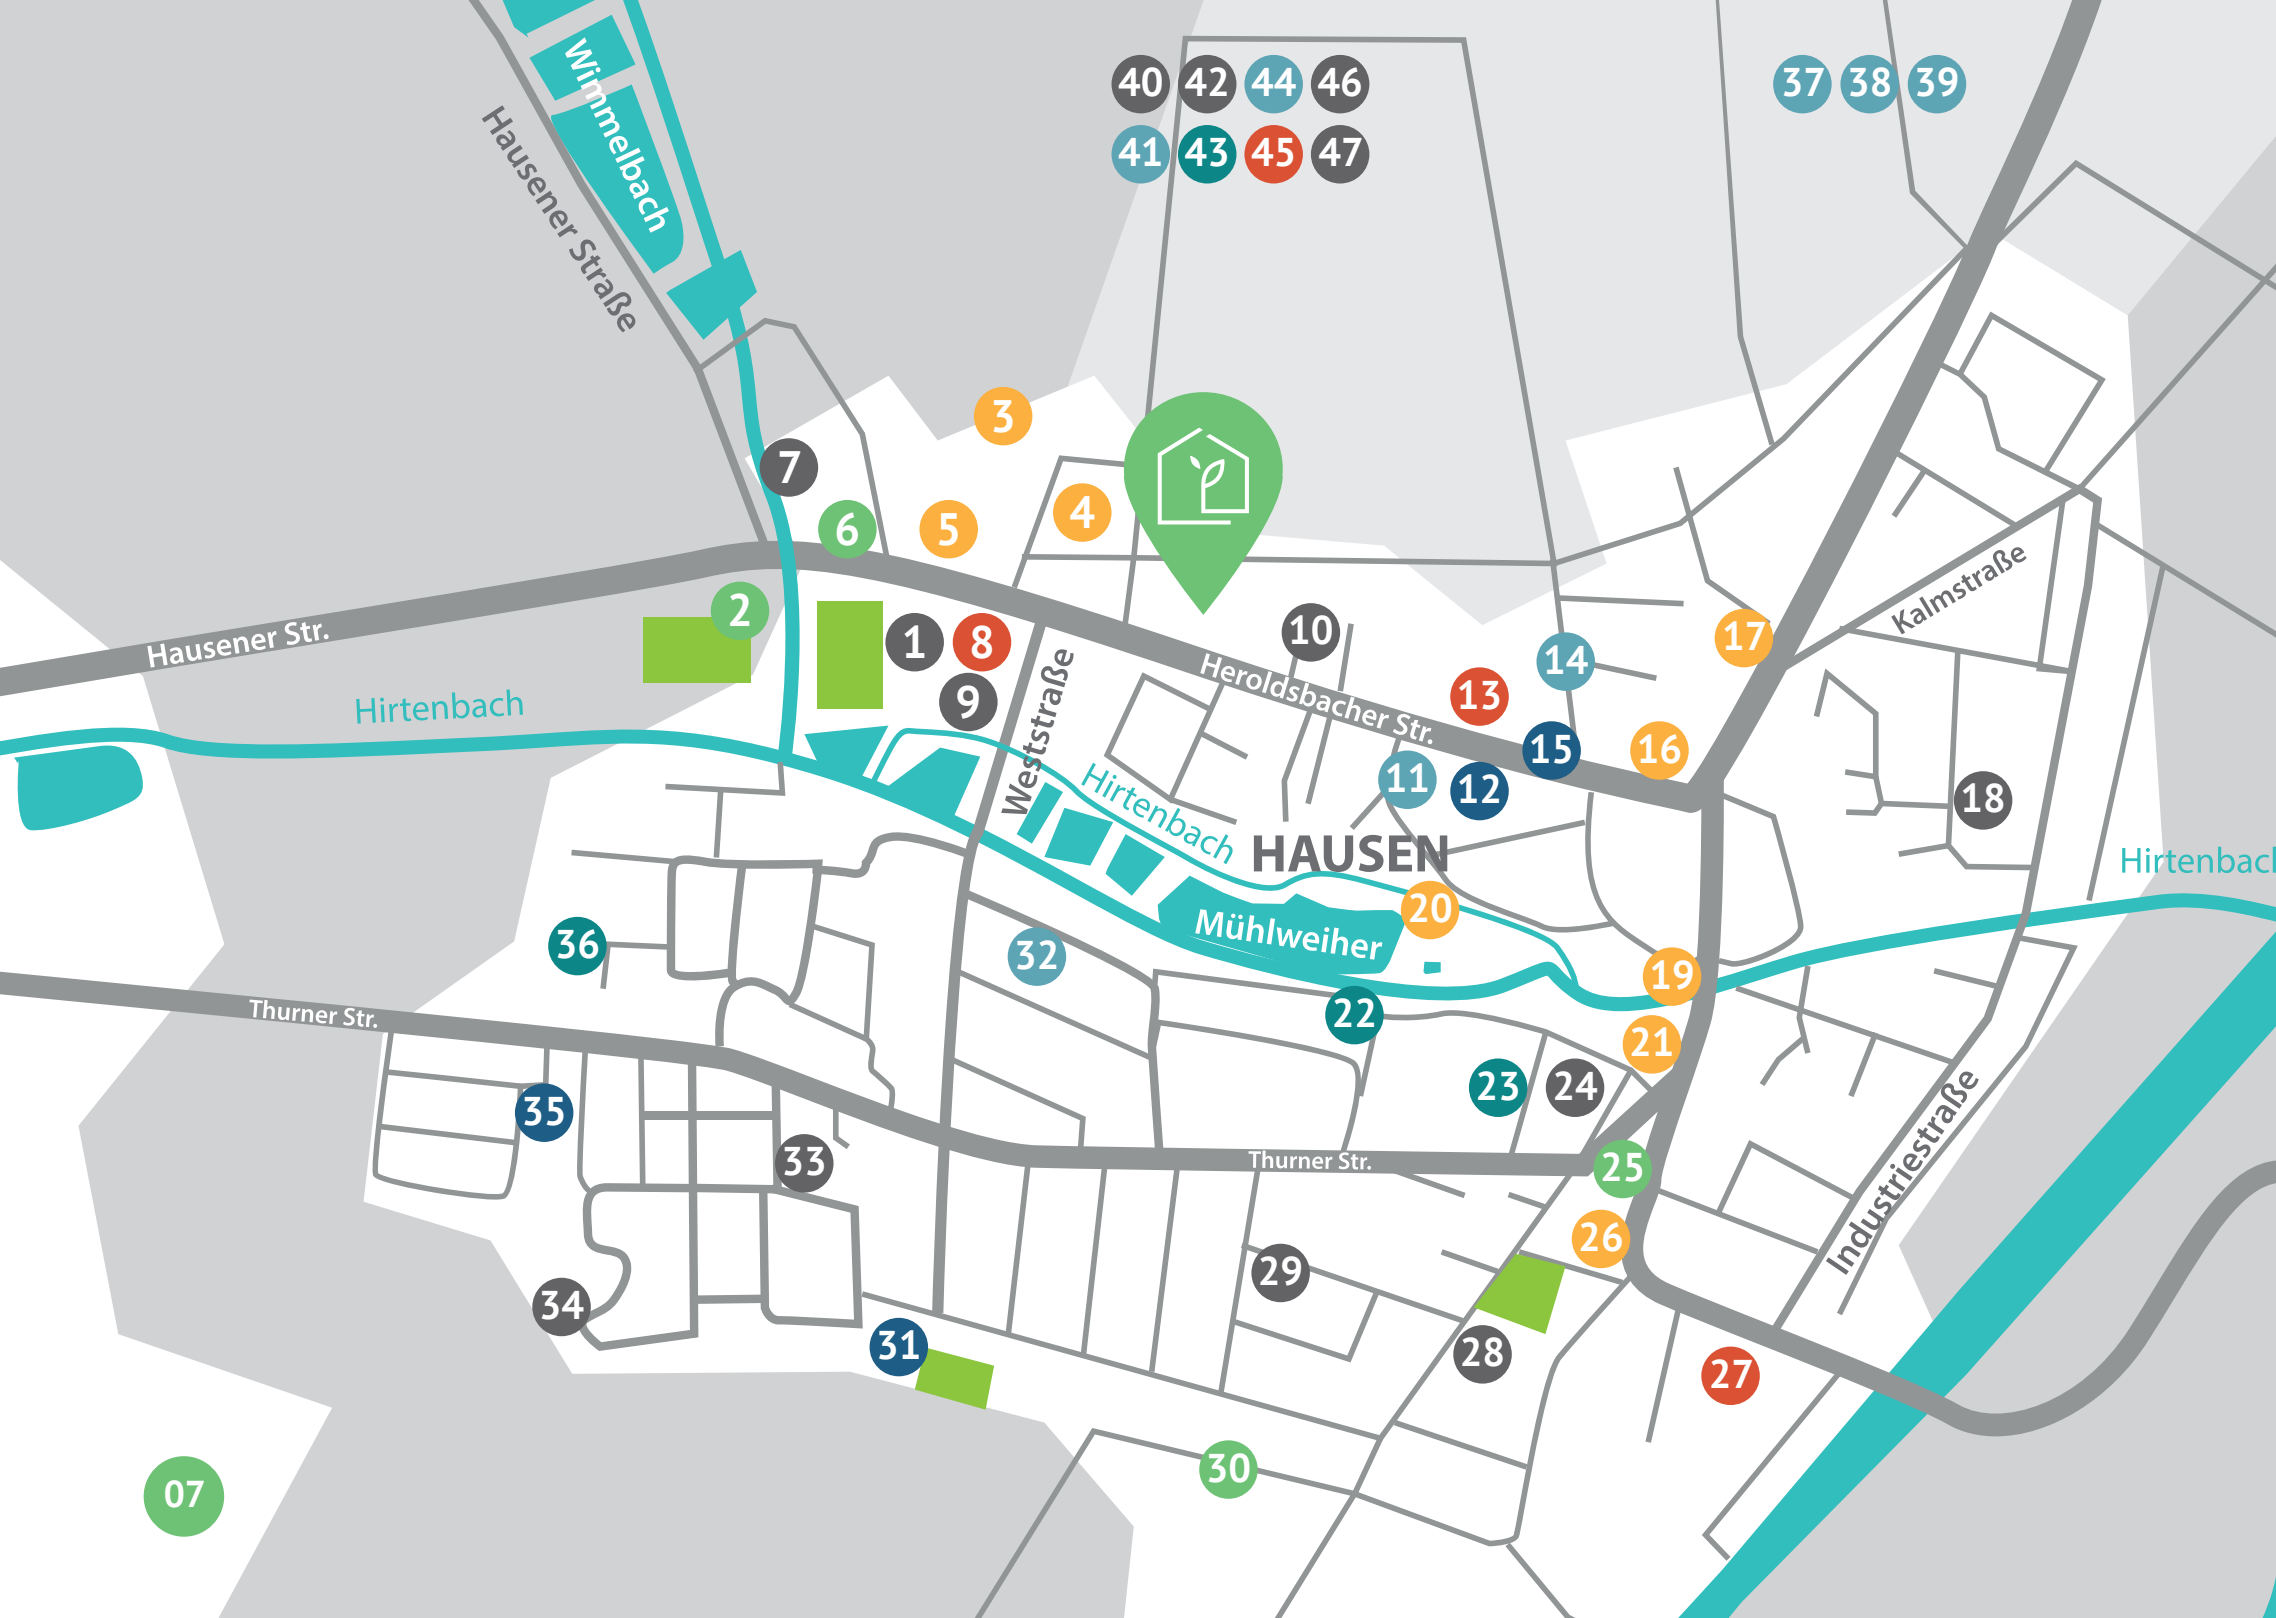 Wimmelbach
Hausener Straße
40 42 44 46
41 43 45 47
37 38 39
3
7
4
6
5
2
1
8
9
10
14
17
Hausener Str.
Heroldsbacher Str.
Kalmstraße
Hirtenbach
Weststraße
13
15
16
11
12
18
Hirtenbach
HAUSEN
Hirtenbach
20
Mühlweiher
36
32
19
Thurner Str.
22
21
23
24
35
33
Thurner Str.
25
Industriestraße
26
29
34
31
28
27
30
07